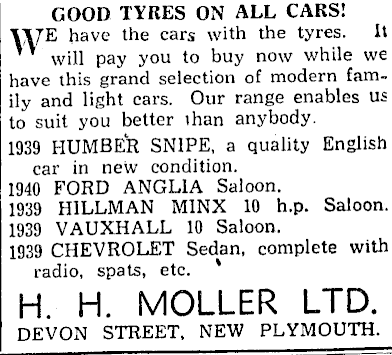 GOOD TYRES ON ALL CARS!
WE have the cars with the tyres. It
will pay you to buy now while we
have this grand selection of modern fam-
ily and light cars. Our range enables us
to suit you better than anybody.
1939 HUMBER SNIPE, a quality English
car in new condition.
1940 FORD ANGLIA Saloon.
1939 HILLMAN MINX 10 h.p. Saloon.
1939 VAUXHALL 10 Saloon.
1939 CHEVROLET Sedan, complete with
radio, spats, etc.
H. H. MOLLER LTD.
DEVON STREET, NEW PLYMOUTH.